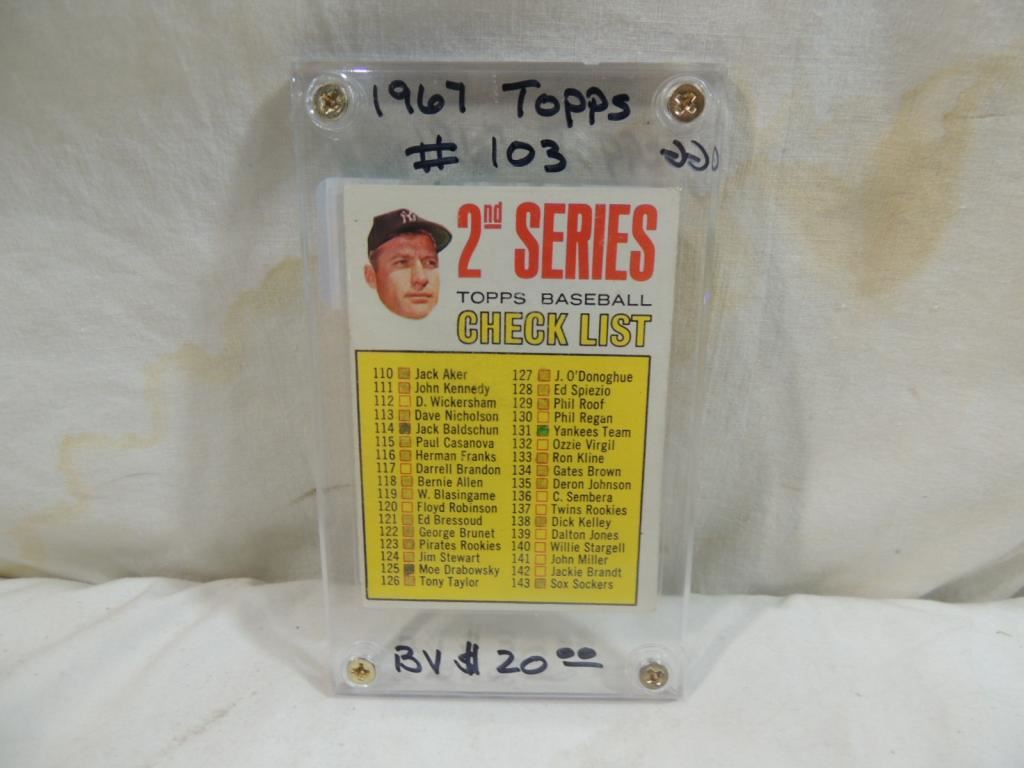 1967 Topps
# 103
NY
2nd SERIES
TOPPS BASEBALL
CHECK LIST
110 Jack Aker
111 John Kennedy
112 D. Wickersham
113 Dave Nicholson
114 Jack Baldschun
115 Paul Casanova
116 Herman Franks
117 Darrell Brandon
118 Bernie Allen
119 W. Blasingame
120 Floyd Robinson
121 Ed Bressoud
122 George Brunet
123 Pirates Rookies
124 Jim Stewart
125 Moe Drabowsky
126 Tony Taylor
127 J. O'Donoghue
128 Ed Spiezio
129 Phil Roof
130 Phil Regan
131 Yankees Team
132 Ozzie Virgil
133 Ron Kline
134 Gates Brown
135 Deron Johnson
136 C. Sembera
137 Twins Rookies
138 Dick Kelley
139 Dalton Jones
140 Willie Stargell
141 John Miller
142 Jackie Brandt
143 Sox Sockers
BV $ 20.00